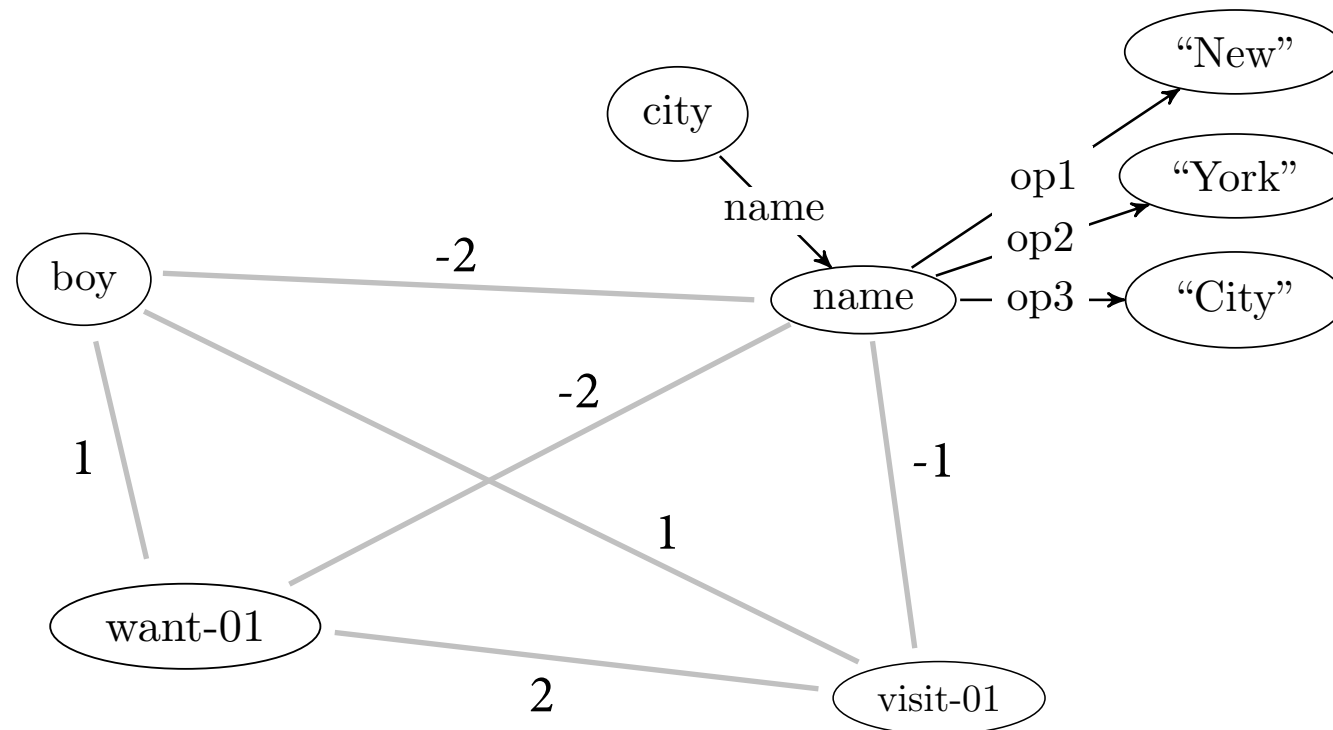 “New”
city
op1
“York”
name
op2
-2
boy
name
op3
“City”
-2
1
-1
1
want-01
2
visit-01